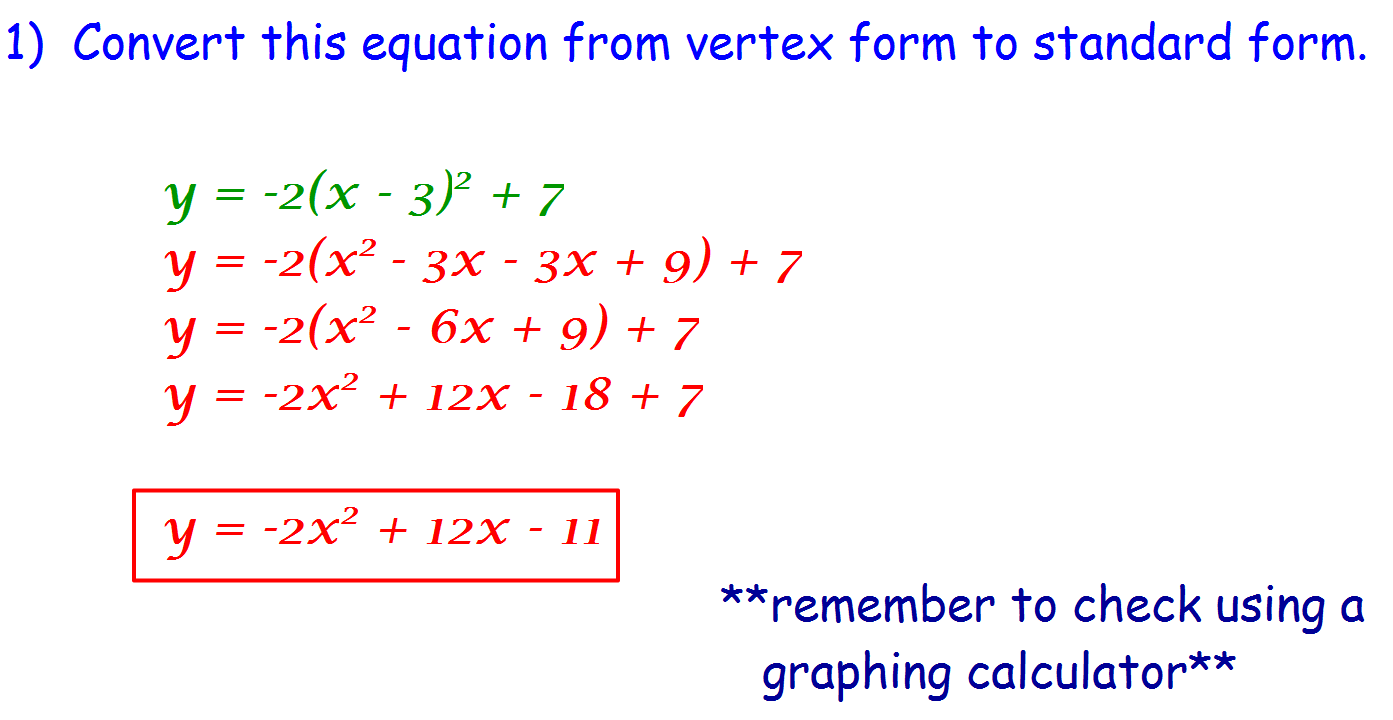 1) Convert this equation from vertex form to standard form.
y = -2(x - 3)² + 7
y = -2(x² - 3x - 3x + 9) + 7
y = -2(x² - 6x + 9) + 7
y = -2x² + 12x - 18 + 7
y = -2x² + 12x - 11
**remember to check using a
graphing calculator**